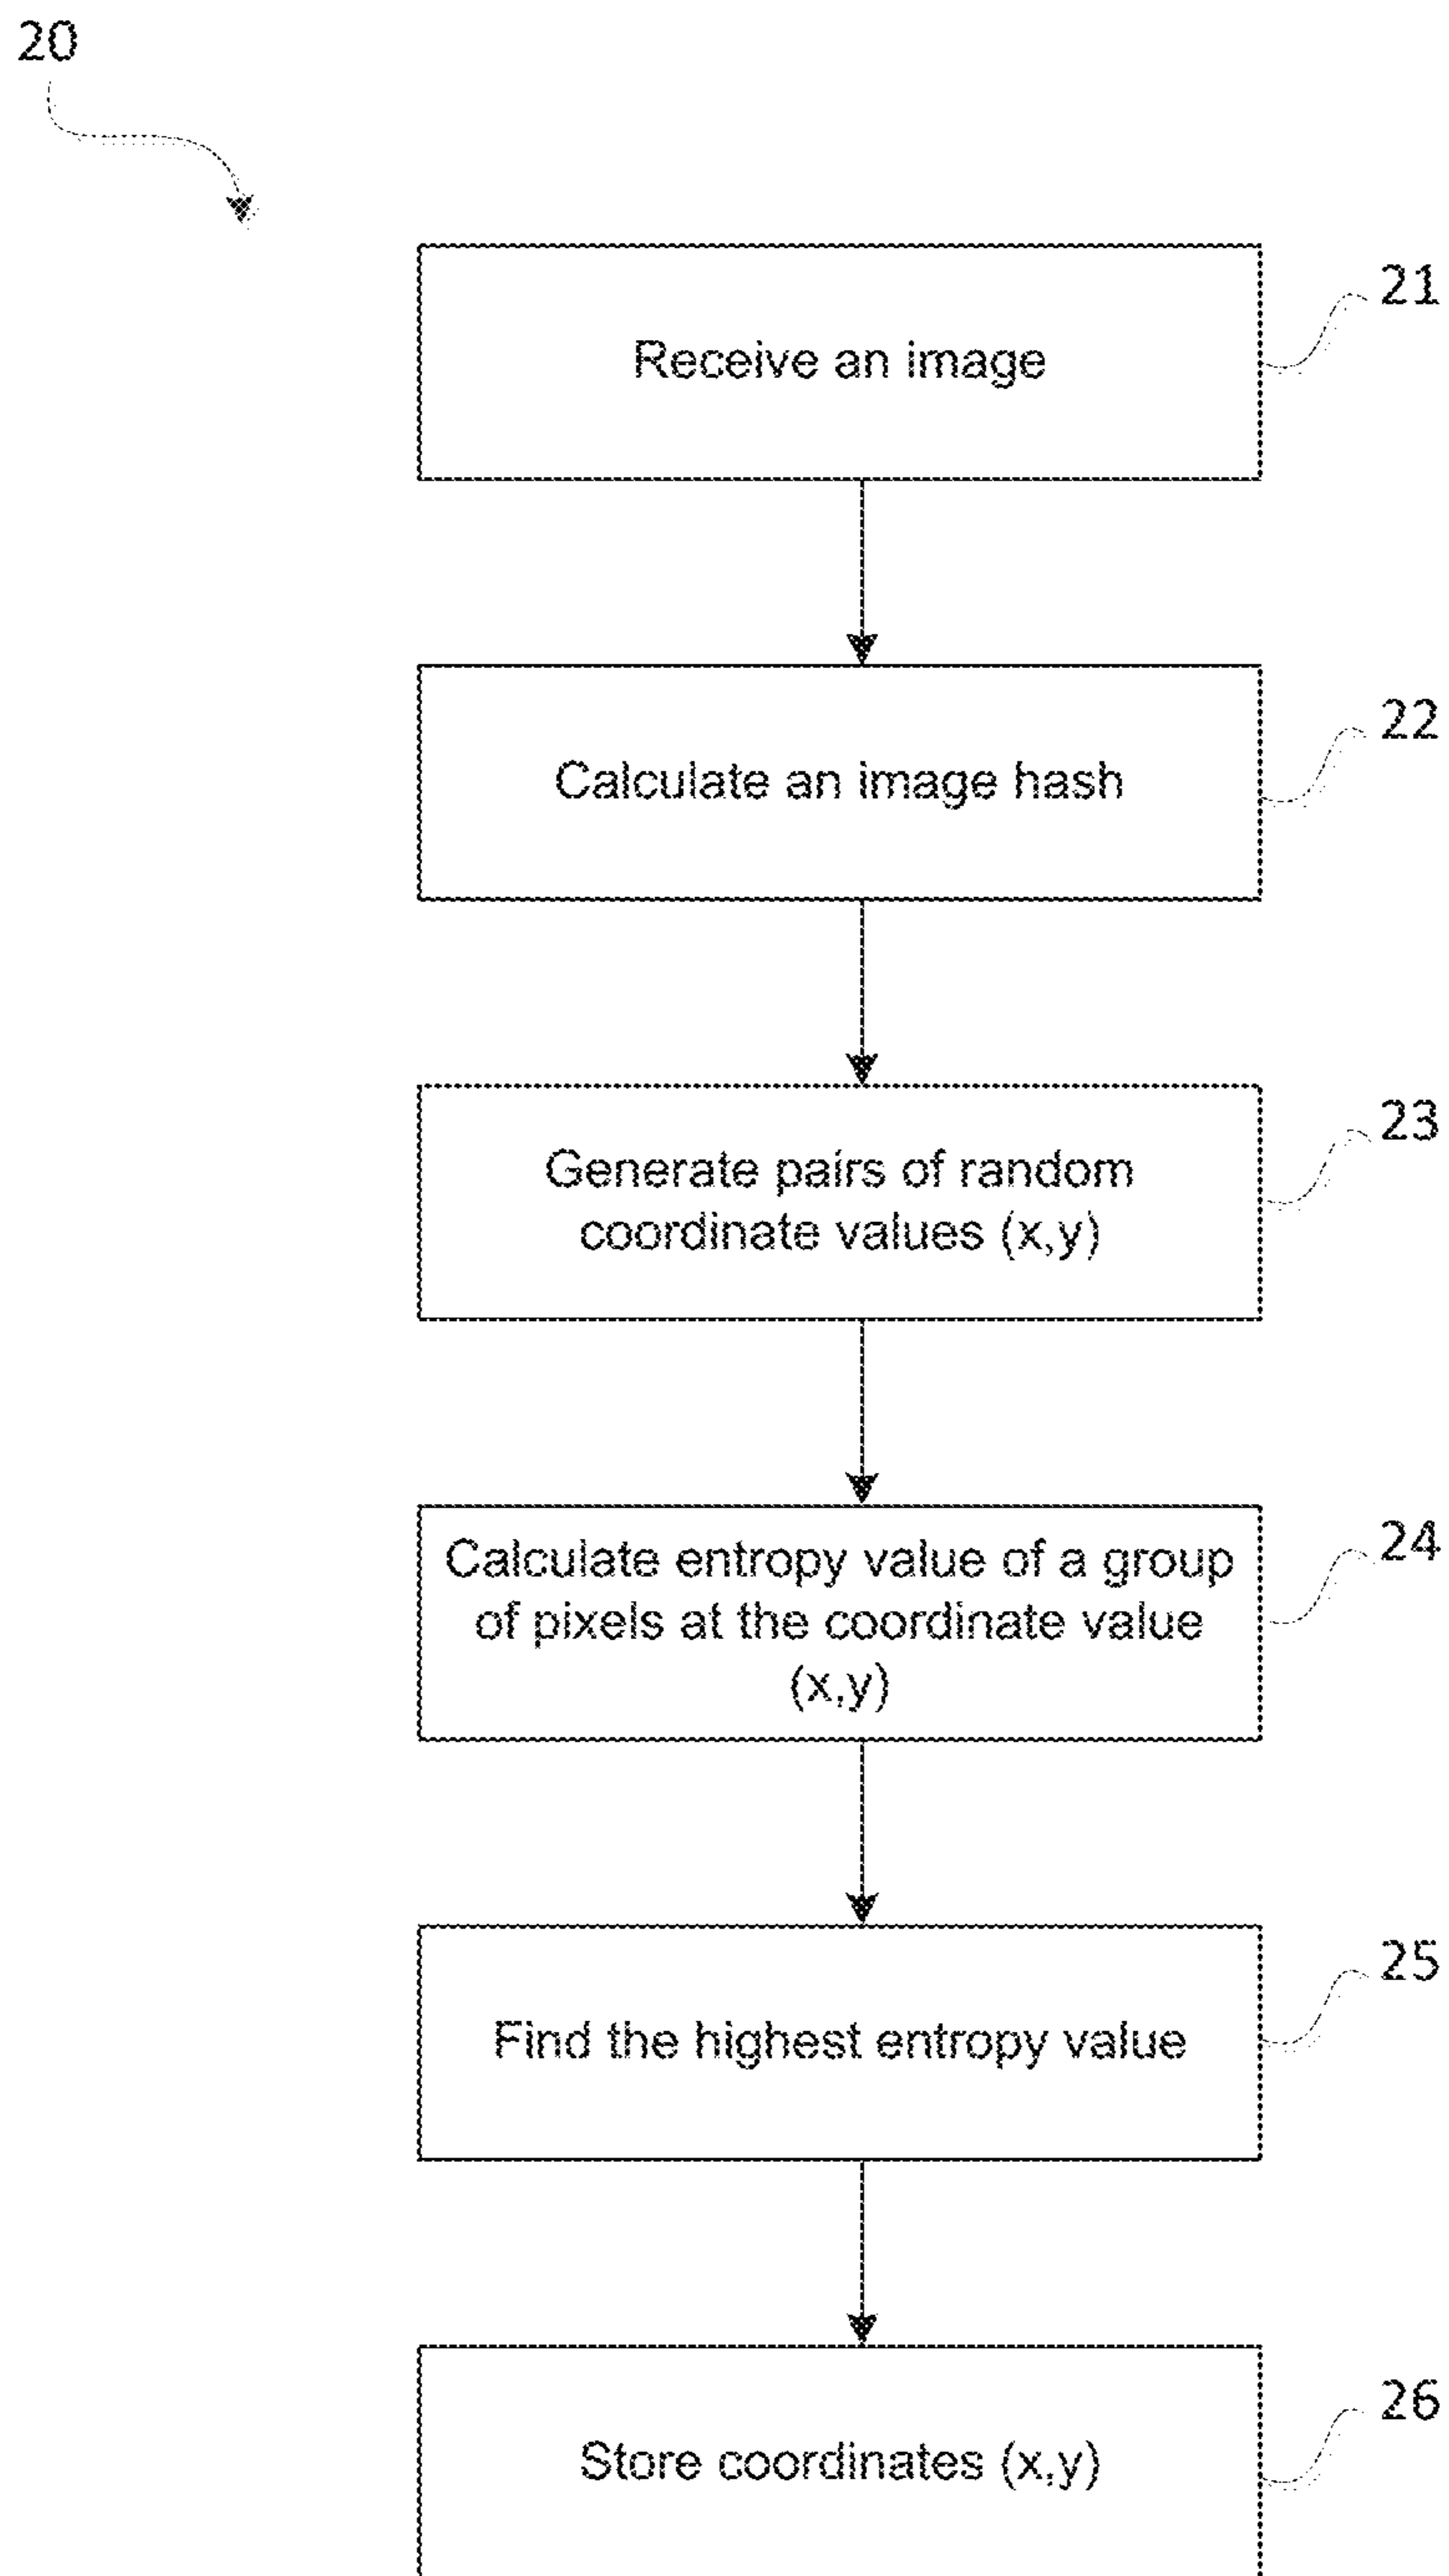 20
Receive an image
21
Calculate an image hash
22
Generate pairs of random
coordinate values (x,y)
23
Calculate entropy value of a group
of pixels at the coordinate value
(x,y)
24
Find the highest entropy value
25
Store coordinates (x,y)
26